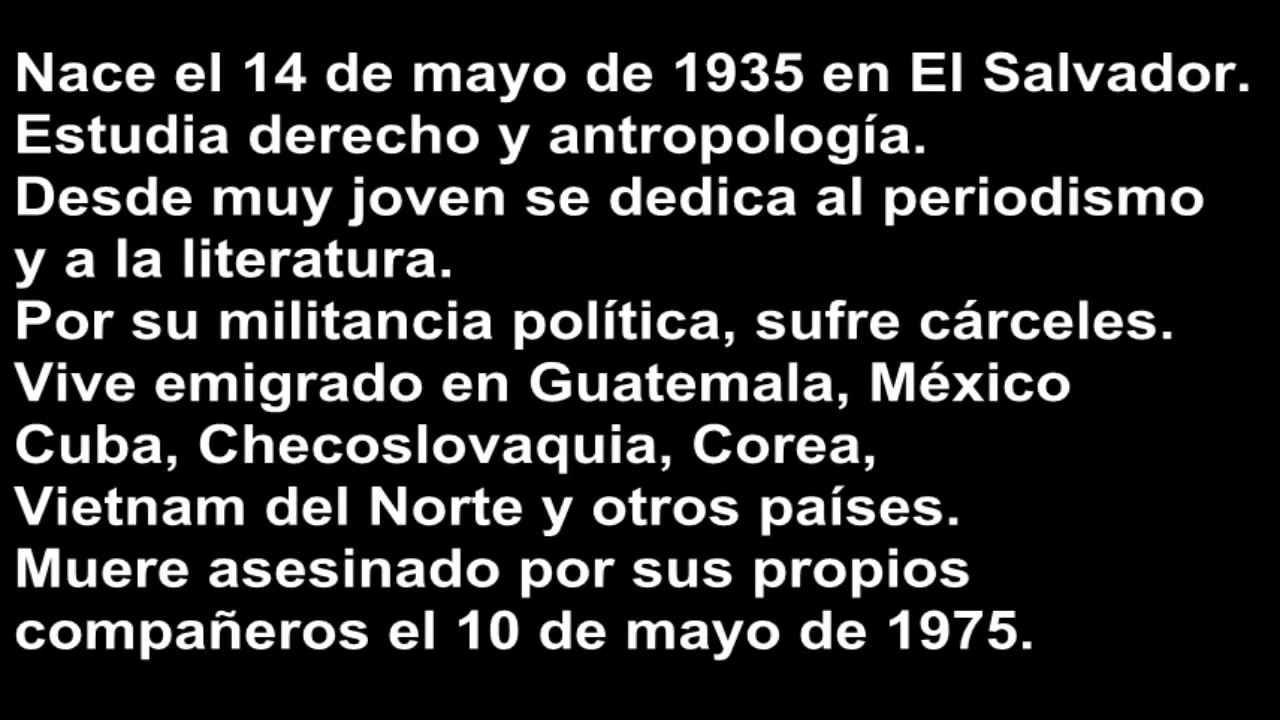 Nace el 14 de mayo de 1935 en El Salvador.
Estudia derecho y antropología.
Desde muy joven se dedica al periodismo
y a la literatura.
Por su militancia política, sufre cárceles.
Vive emigrado en Guatemala, México
Cuba, Checoslovaquia, Corea,
Vietnam del Norte y otros países.
Muere asesinado por sus propios
compañeros el 10 de mayo de 1975.